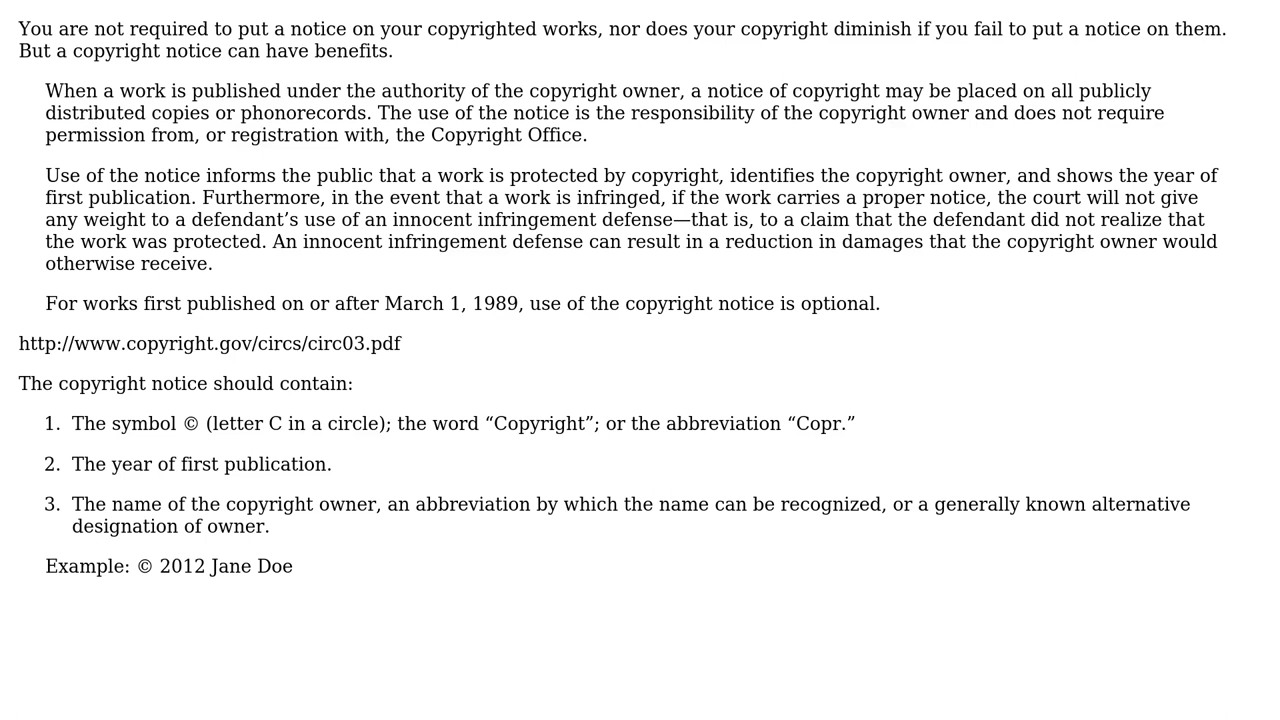 You are not required to put a notice on your copyrighted works, nor does your copyright diminish if you fail to put a notice on them.
But a copyright notice can have benefits.
When a work is published under the authority of the copyright owner, a notice of copyright may be placed on all publicly
distributed copies or phonorecords. The use of the notice is the responsibility of the copyright owner and does not require
permission from, or registration with, the Copyright Office.
Use of the notice informs the public that a work is protected by copyright, identifies the copyright owner, and shows the year of
first publication. Furthermore, in the event that a work is infringed, if the work carries a proper notice, the court will not give
any weight to a defendant’s use of an innocent infringement defense—that is, to a claim that the defendant did not realize that
the work was protected. An innocent infringement defense can result in a reduction in damages that the copyright owner would
otherwise receive.
For works first published on or after March 1, 1989, use of the copyright notice is optional.
http://www.copyright.gov/circs/circ03.pdf
The copyright notice should contain:
1. The symbol © (letter C in a circle); the word “Copyright”; or the abbreviation “Copr.”
2. The year of first publication.
3. The name of the copyright owner, an abbreviation by which the name can be recognized, or a generally known alternative
designation of owner.
Example: © 2012 Jane Doe